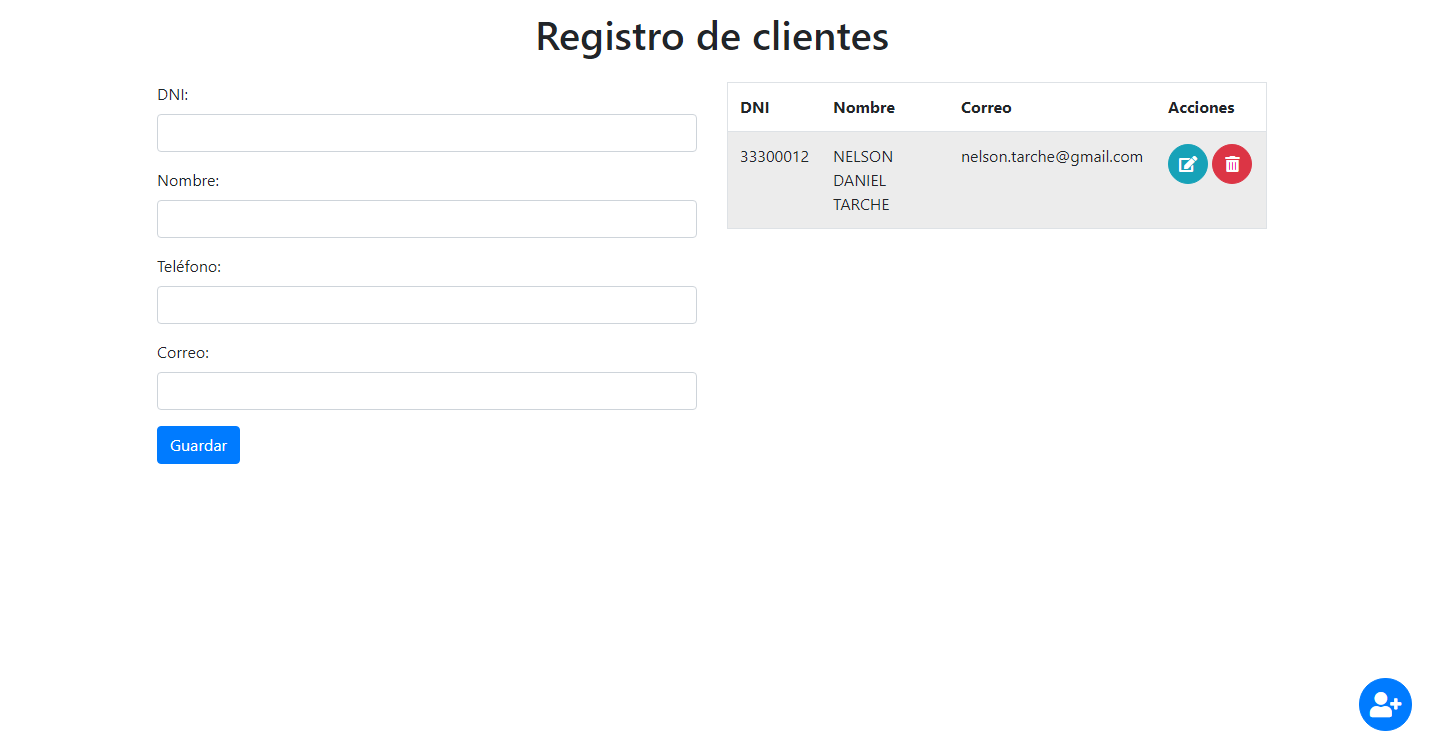 Registro de clientes
DNI:
Nombre:
Teléfono:
Correo:
Guardar
DNI Nombre Correo Acciones
33300012 NELSON nelson.tarche@gmail.com
DANIEL
TARCHE